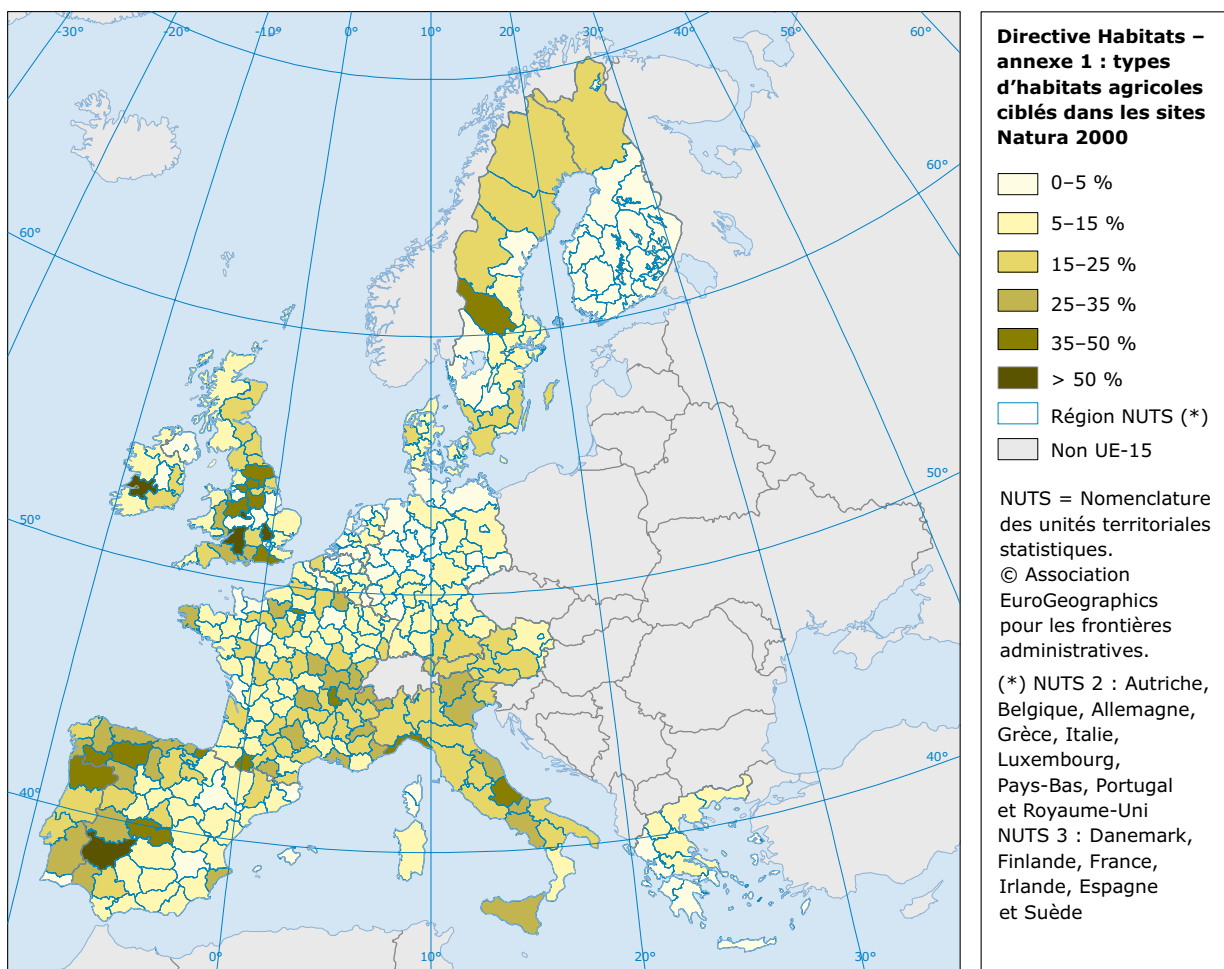 -30°
-20°
-10°
0°
10°
20°
30°
40°
50°
60°
60°
60°
50°
50°
40°
40°
0°
10°
20°
30°
Directive Habitats –
annexe 1 : types
d’habitats agricoles
ciblés dans les sites
Natura 2000
0–5 %
5–15 %
15–25 %
25–35 %
35–50 %
> 50 %
Région NUTS (*)
Non UE-15
NUTS = Nomenclature
des unités territoriales
statistiques.
© Association
EuroGeographics
pour les frontières
administratives.
(*) NUTS 2 : Autriche,
Belgique, Allemagne,
Grèce, Italie,
Luxembourg,
Pays-Bas, Portugal
et Royaume-Uni
NUTS 3 : Danemark,
Finlande, France,
Irlande, Espagne
et Suède